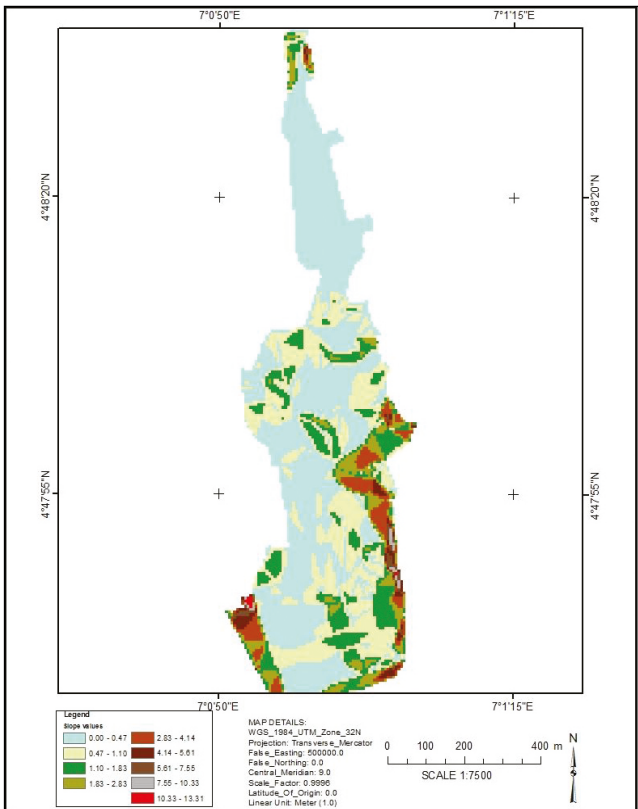 7°0'50"E 7°1'15"E
4°48'20"N 4°48'20"N
4°47'55"N 4°47'55"N
7°0'50"E 7°1'15"E
Legend
Slope values
0.00 - 0.47 2.83 - 4.14
0.47 - 1.10 4.14 - 5.61
1.10 - 1.83 5.61 - 7.55
1.83 - 2.83 7.55 - 10.33
10.33 - 13.31
MAP DETAILS:
WGS_1984_UTM_Zone_32N
Projection: Transverse_Mercator
False_Easting: 500000.0
False_Northing: 0.0
Central_Meridian: 9.0
Scale_Factor: 0.9996
Latitude_Of_Origin: 0.0
Linear Unit: Meter (1.0)
0 100 200 400 m
SCALE 1:7500
N